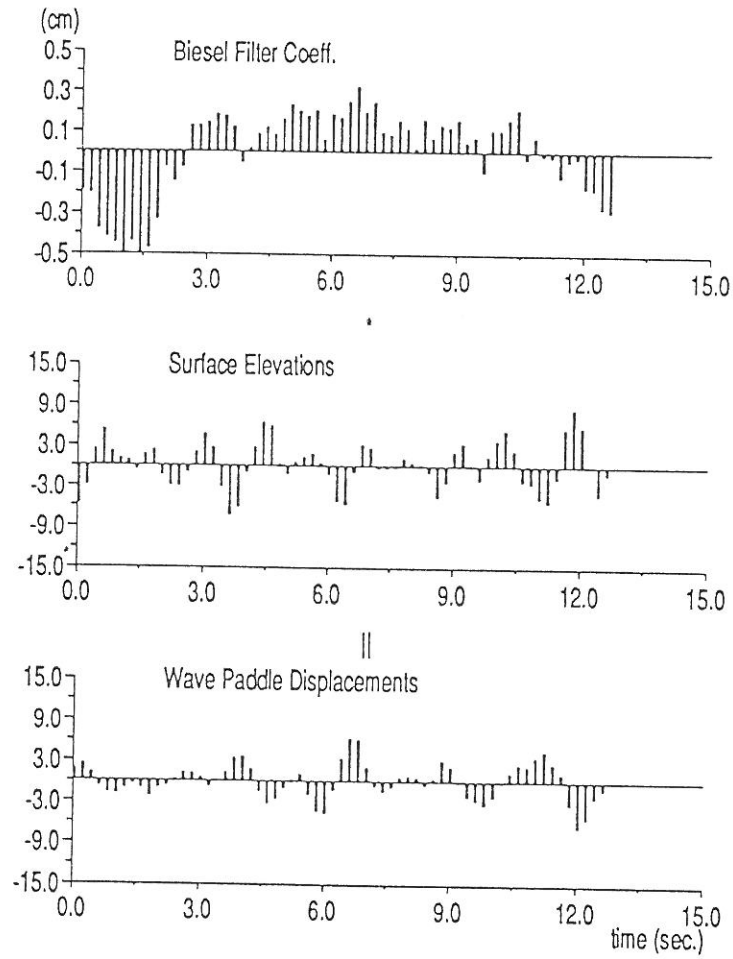 (cm)
Biesel Filter Coeff.
0.5
0.3
0.1
-0.1
-0.3
-0.5
0.0 3.0 6.0 9.0 12.0 15.0
*
Surface Elevations
15.0
9.0
3.0
-3.0
-9.0
-15.0
0.0 3.0 6.0 9.0 12.0 15.0
||
Wave Paddle Displacements
15.0
9.0
3.0
-3.0
-9.0
-15.0
0.0 3.0 6.0 9.0 12.0 15.0
time (sec.)